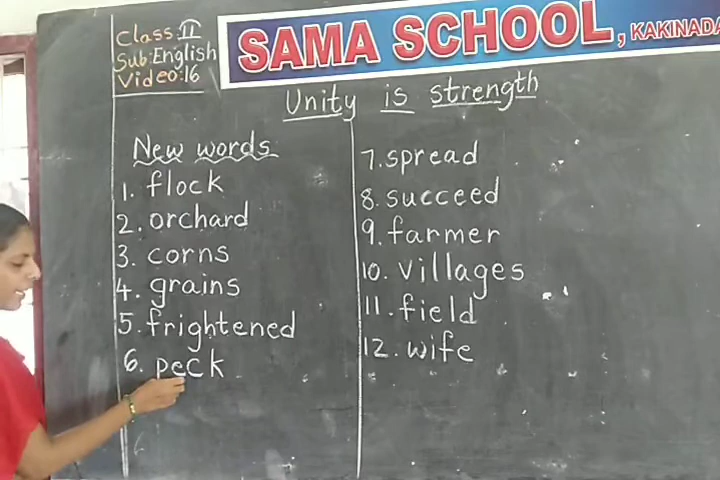 Class: II
Sub: English
Video: 16
SAMA SCHOOL, KAKINADA
Unity is strength
New words
1. flock
2. orchard
3. corns
4. grains
5. frightened
6. peck
7. spread
8. succeed
9. farmer
10. villages
11. field
12. wife